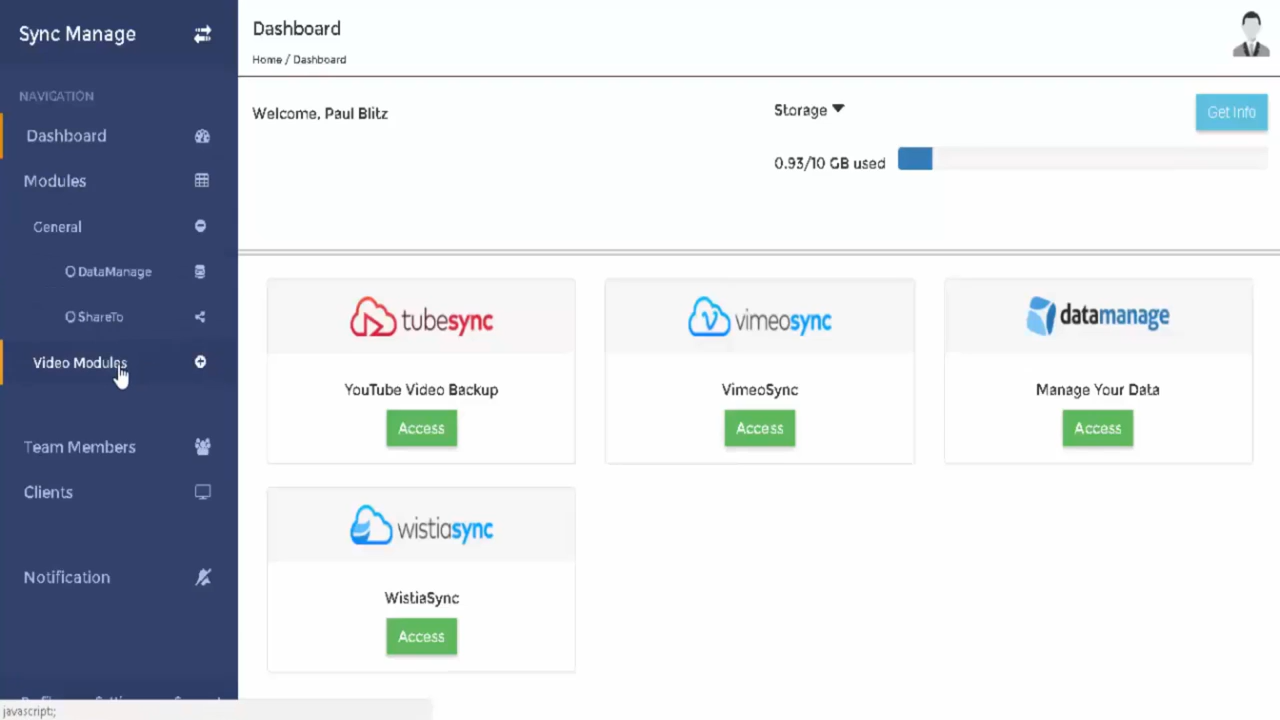 Sync Manage
NAVIGATION
Dashboard
Modules
General
DataManage
ShareTo
Video Modules
Team Members
Clients
Notification
javascript:;
Dashboard
Home / Dashboard
Welcome, Paul Blitz
Storage
Get Info
0.93/10 GB used
tubesync
YouTube Video Backup
Access
vimeosync
VimeoSync
Access
datamanage
Manage Your Data
Access
wistiasync
WistiaSync
Access